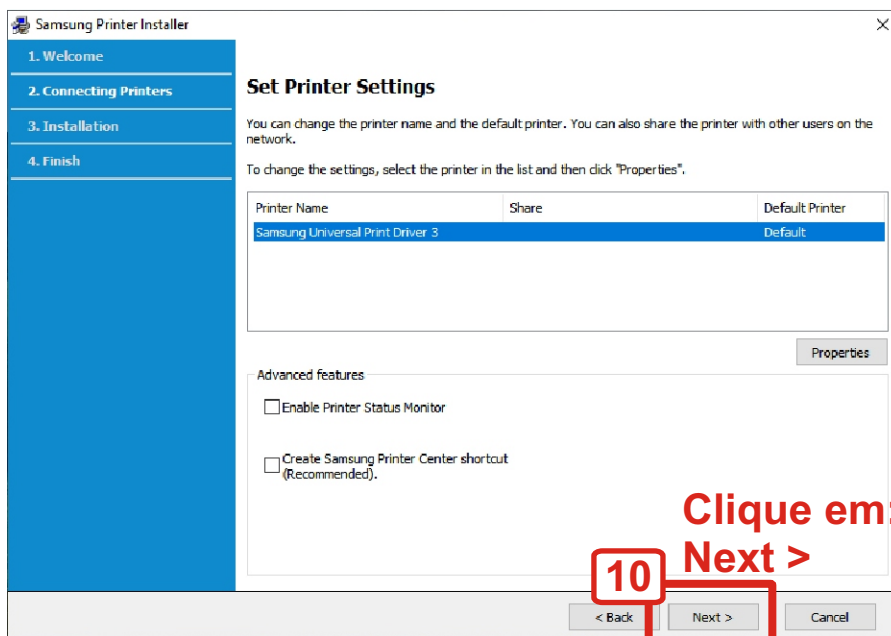 Samsung Printer Installer
1. Welcome
2. Connecting Printers
3. Installation
4. Finish
Set Printer Settings
You can change the printer name and the default printer. You can also share the printer with other users on the
network.
To change the settings, select the printer in the list and then click "Properties".
Printer Name Share Default Printer
Samsung Universal Print Driver 3 Default
Properties
Advanced features
Enable Printer Status Monitor
Create Samsung Printer Center shortcut
(Recommended).
Clique em:
Next >
10
< Back Next > Cancel